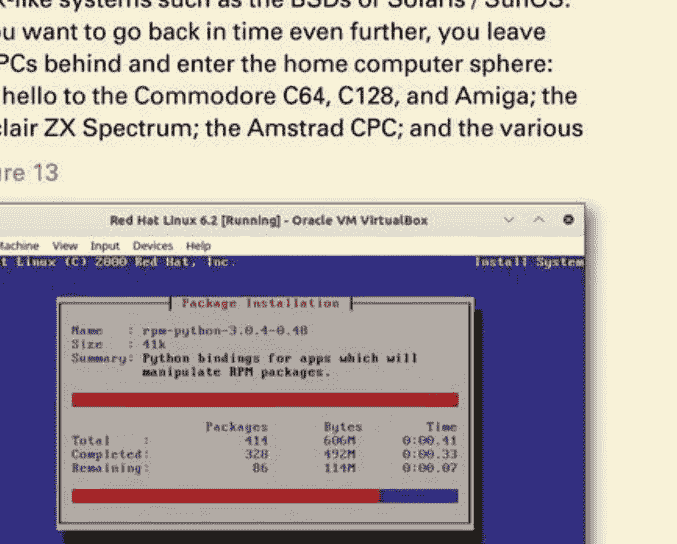 -like systems such as the BSDs or Solaris / SunOS.
u want to go back in time even further, you leave
PCs behind and enter the home computer sphere:
hello to the Commodore C64, C128, and Amiga; the
clair ZX Spectrum; the Amstrad CPC; and the various
ure 13
Red Hat Linux 6.2 [Running] - Oracle VM VirtualBox
Machine View Input Devices Help
t Linux (C) 2000 Red Hat, Inc. Install System
Package Installation
Name : rpm-python-3.0.4-0.48
Size : 41k
Summary: Python bindings for apps which will
manipulate RPM packages.
Packages Bytes Time
Total : 414 606M 0:00.41
Completed: 328 492M 0:00.33
Remaining: 86 114M 0:00.07